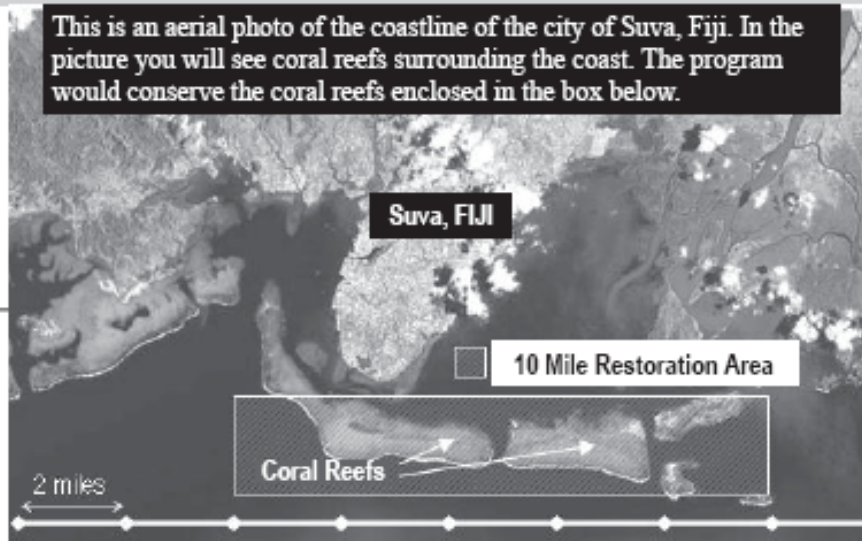 This is an aerial photo of the coastline of the city of Suva, Fiji. In the
picture you will see coral reefs surrounding the coast. The program
would conserve the coral reefs enclosed in the box below.
Suva, FIJI
10 Mile Restoration Area
Coral Reefs
2 miles